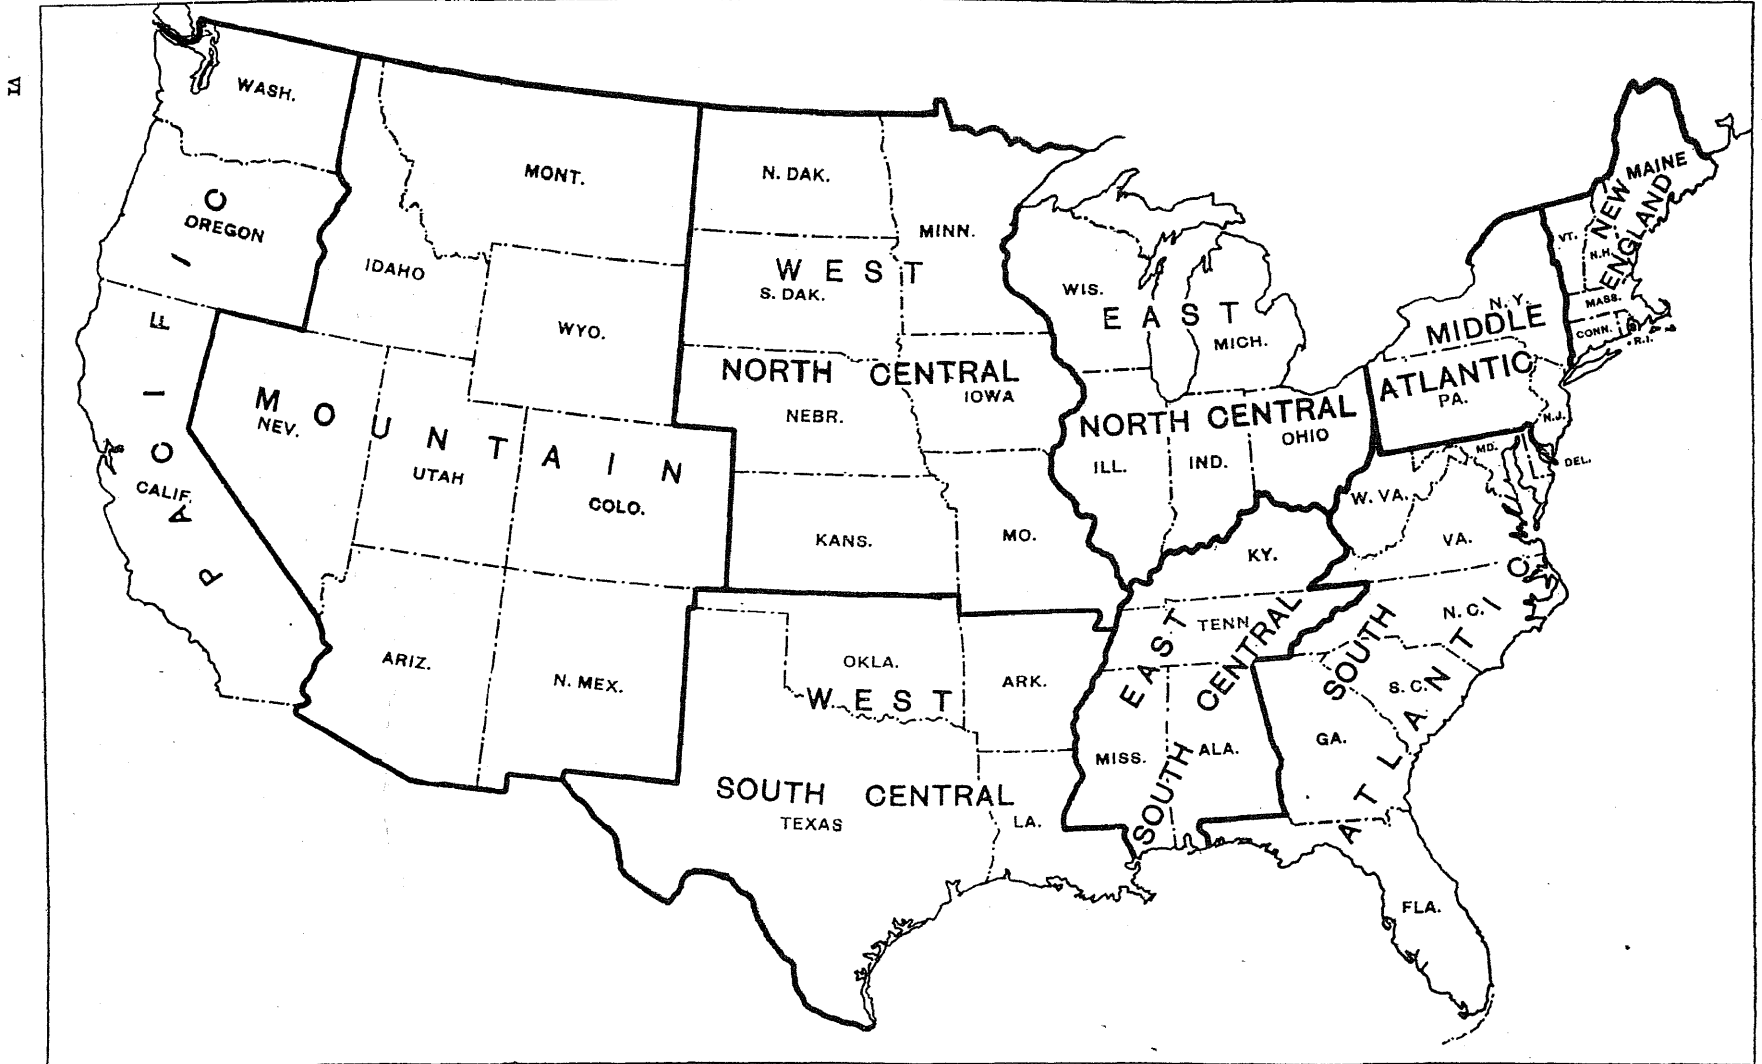 VI
WASH.
OREGON
CALIF.
PACIFIC
MONT.
IDAHO
WYO.
NEV.
UTAH
COLO.
ARIZ.
N. MEX.
MOUNTAIN
N. DAK.
MINN.
WEST
S. DAK.
NORTH CENTRAL
IOWA
NEBR.
KANS.
MO.
WIS.
EAST
MICH.
NORTH CENTRAL
OHIO
ILL.
IND.
OKLA.
ARK.
WEST
SOUTH CENTRAL
TEXAS
LA.
KY.
TENN.
EAST
SOUTH CENTRAL
MISS.
ALA.
MAINE
NEW
ENGLAND
VT.
N.H.
MASS.
CONN.
R.I.
N.Y.
MIDDLE
ATLANTIC
PA.
N.J.
MD.
DEL.
W. VA.
VA.
N. C.
S. C.
GA.
FLA.
SOUTH
ATLANTIC